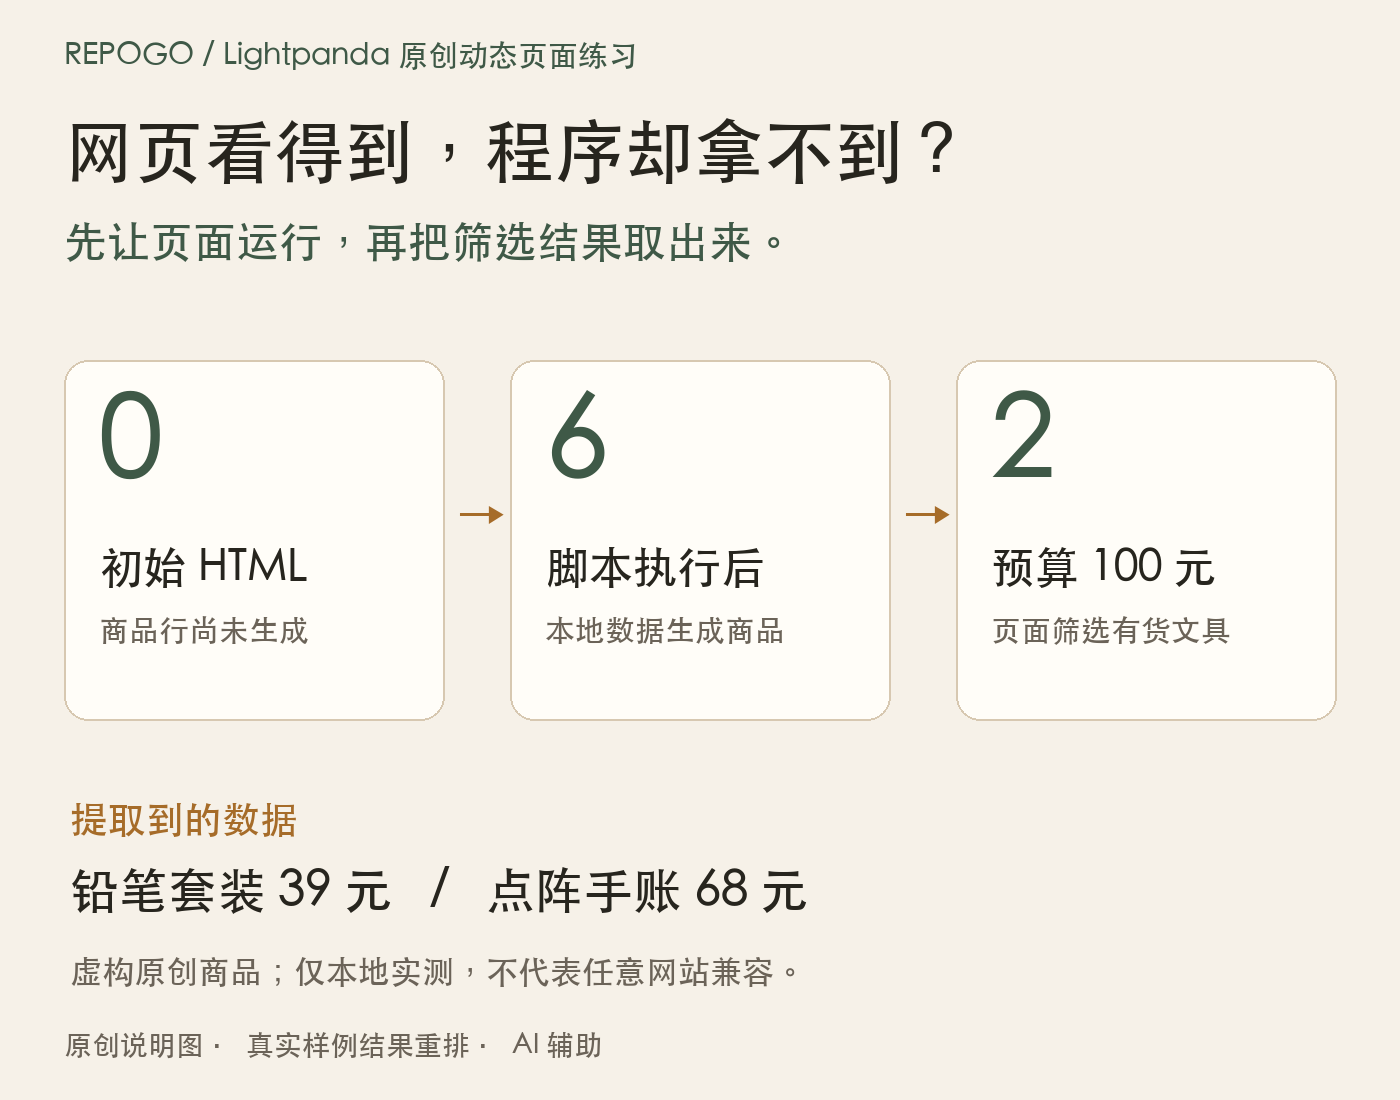 REPOGO / Lightpanda 原创动态页面练习
网页看得到，程序却拿不到？
先让页面运行，再把筛选结果取出来。
0
初始 HTML
商品行尚未生成
6
脚本执行后
本地数据生成商品
2
预算 100 元
页面筛选有货文具
提取到的数据
铅笔套装 39 元 / 点阵手账 68 元
虚构原创商品；仅本地实测，不代表任意网站兼容。
原创说明图 · 真实样例结果重排 · AI 辅助